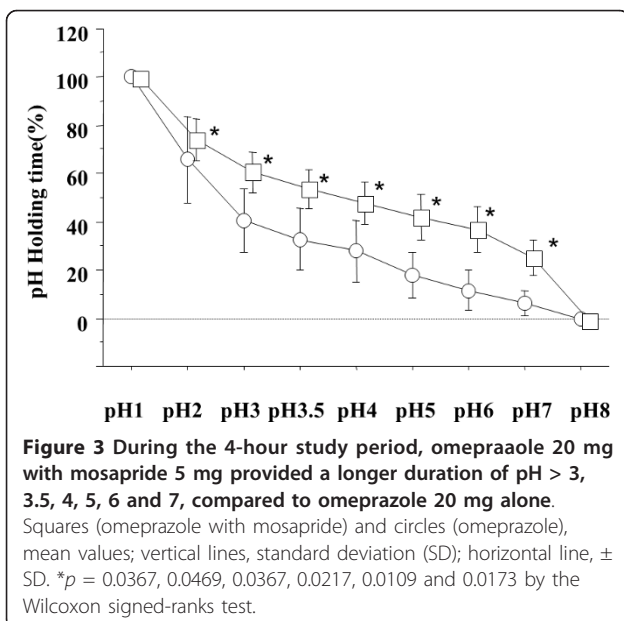 120
100
80
60
40
20
0
pH Holding time(%)
*
*
*
*
*
*
*
pH1 pH2 pH3 pH3.5 pH4 pH5 pH6 pH7 pH8
Figure 3 During the 4-hour study period, omepraaole 20 mg
with mosapride 5 mg provided a longer duration of pH > 3,
3.5, 4, 5, 6 and 7, compared to omeprazole 20 mg alone.
Squares (omeprazole with mosapride) and circles (omeprazole),
mean values; vertical lines, standard deviation (SD); horizontal line, ±
SD. *p = 0.0367, 0.0469, 0.0367, 0.0217, 0.0109 and 0.0173 by the
Wilcoxon signed-ranks test.